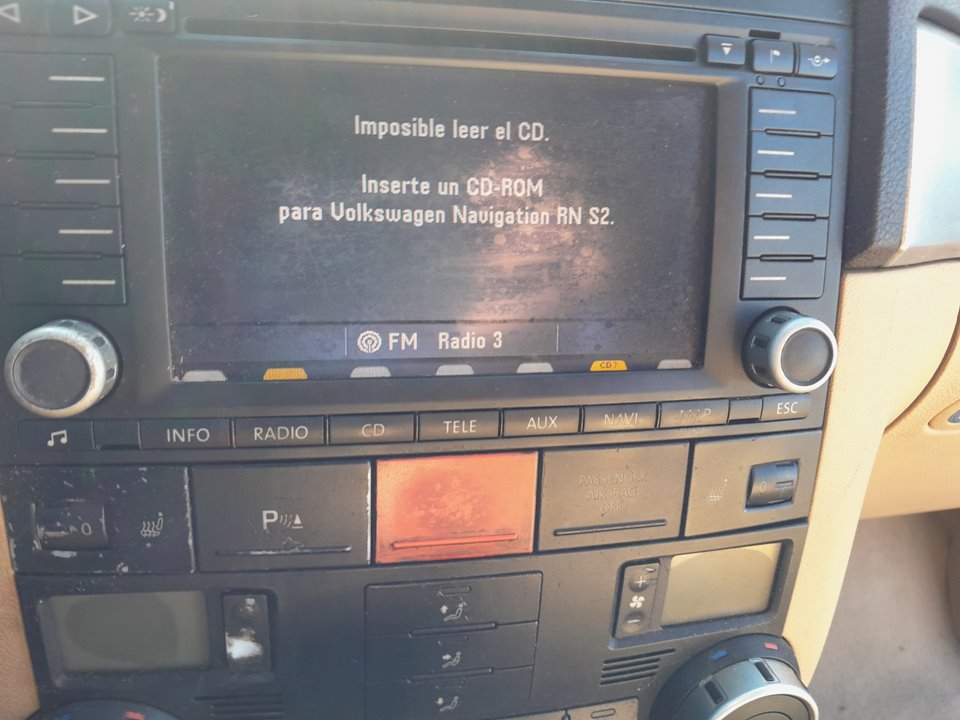 Imposible leer el CD.
Inserte un CD-ROM
para Volkswagen Navigation RN S2.
FM Radio 3
CD?
INFO RADIO CD TELE AUX NAVI MAP ESC
0 P PASSENGER
AIR BAG
OFF
+
-